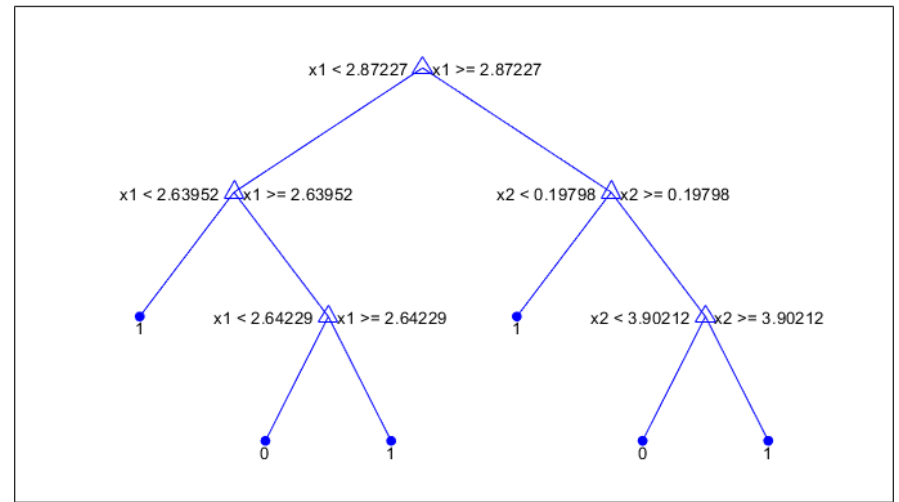 x1 < 2.87227 x1 >= 2.87227
x1 < 2.63952 x1 >= 2.63952 x2 < 0.19798 x2 >= 0.19798
1 x1 < 2.64229 x1 >= 2.64229 1 x2 < 3.90212 x2 >= 3.90212
0 1 0 1